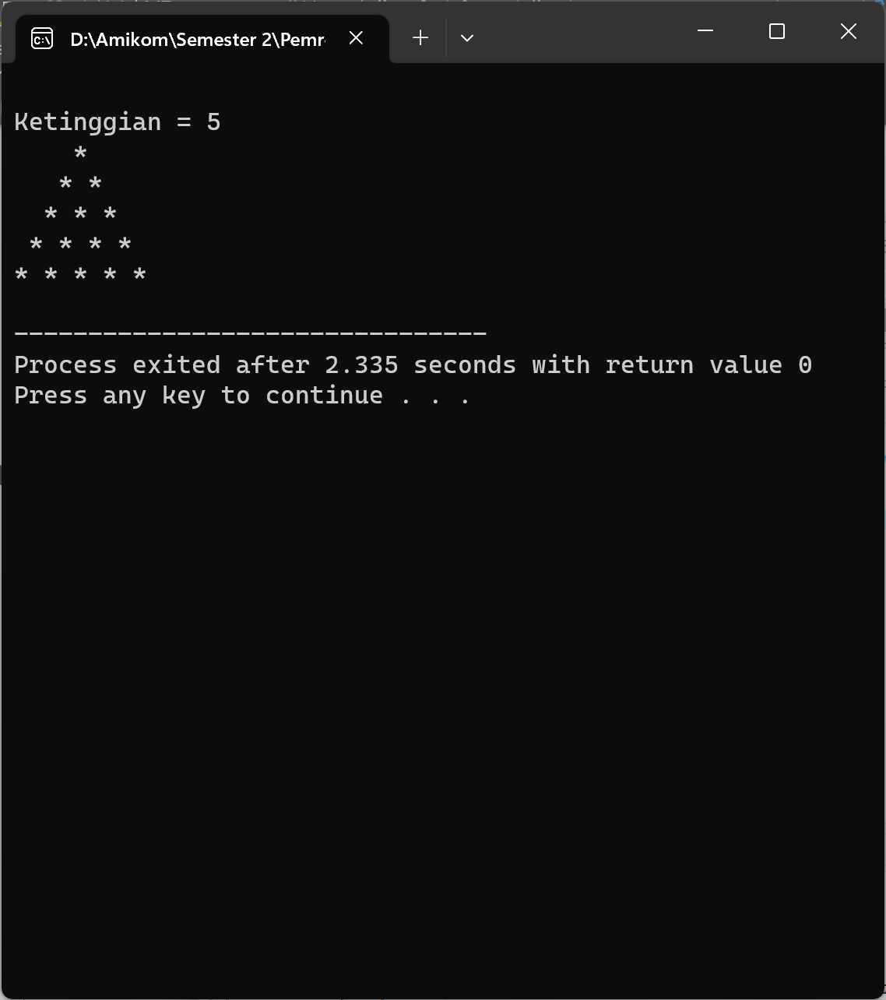 D:\Amikom\Semester 2\Pemr
Ketinggian = 5
    *
   * *
  * * *
 * * * *
* * * * *
--------------------------------
Process exited after 2.335 seconds with return value 0
Press any key to continue . . .